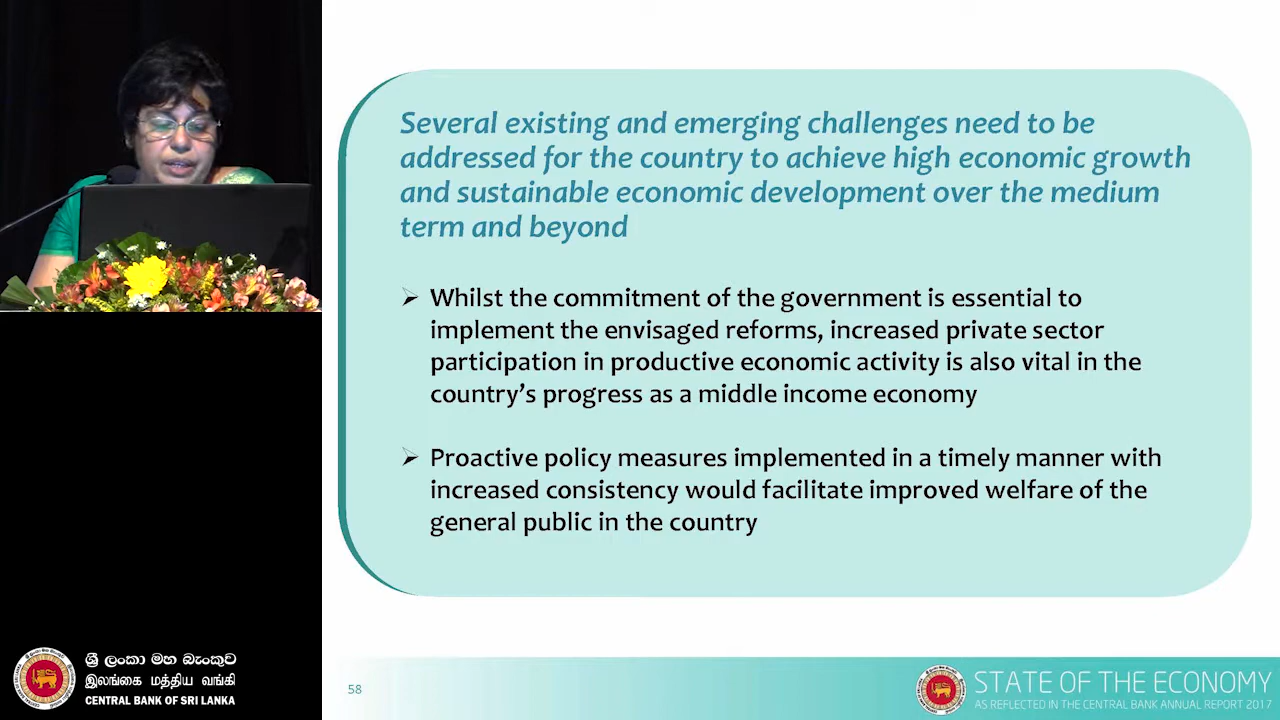 Several existing and emerging challenges need to be
addressed for the country to achieve high economic growth
and sustainable economic development over the medium
term and beyond
➢ Whilst the commitment of the government is essential to
implement the envisaged reforms, increased private sector
participation in productive economic activity is also vital in the
country's progress as a middle income economy
➢ Proactive policy measures implemented in a timely manner with
increased consistency would facilitate improved welfare of the
general public in the country
ශ්‍රී ලංකා මහ බැංකුව
இலங்கை மத்திய வங்கி
CENTRAL BANK OF SRI LANKA
58
STATE OF THE ECONOMY
AS REFLECTED IN THE CENTRAL BANK ANNUAL REPORT 2017